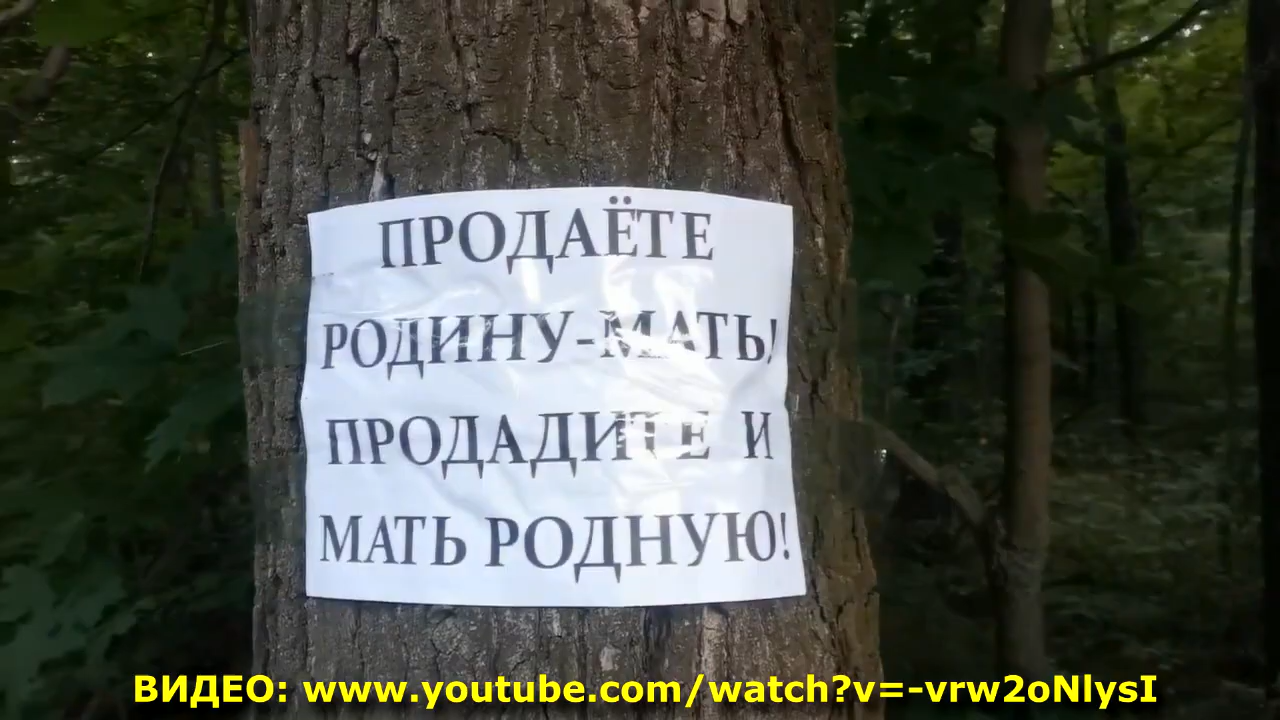 ПРОДАЁТЕ
РОДИНУ-МАТЬ!
ПРОДАДИТЕ И
МАТЬ РОДНУЮ!
ВИДЕО: www.youtube.com/watch?v=-vrw2oNlysI